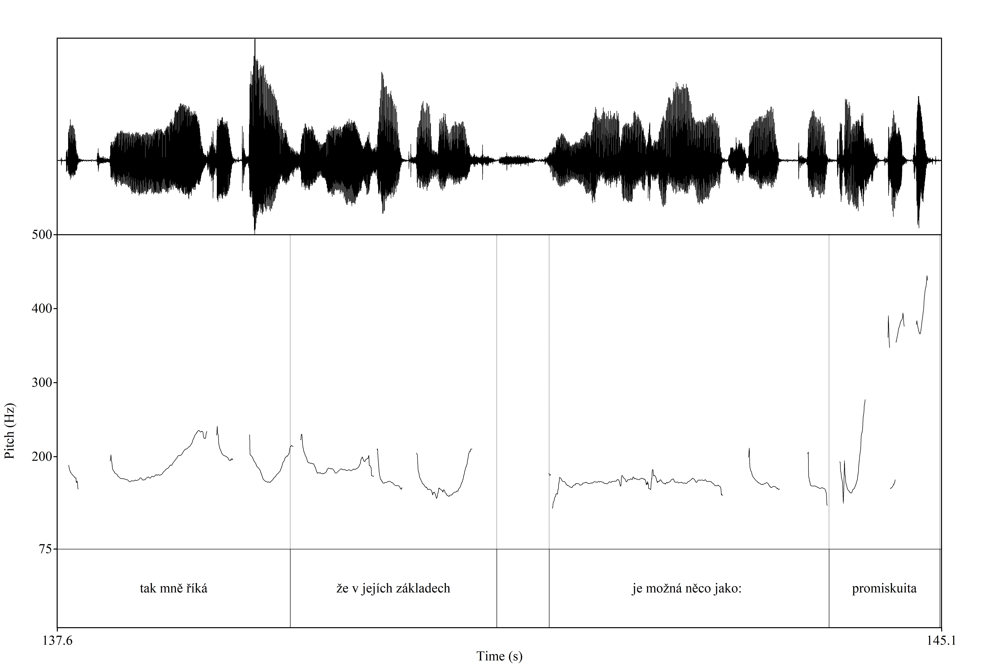 500
400
300
200
75
Pitch (Hz)
tak mně říká
že v jejích základech
je možná něco jako:
promiskuita
137.6
145.1
Time (s)